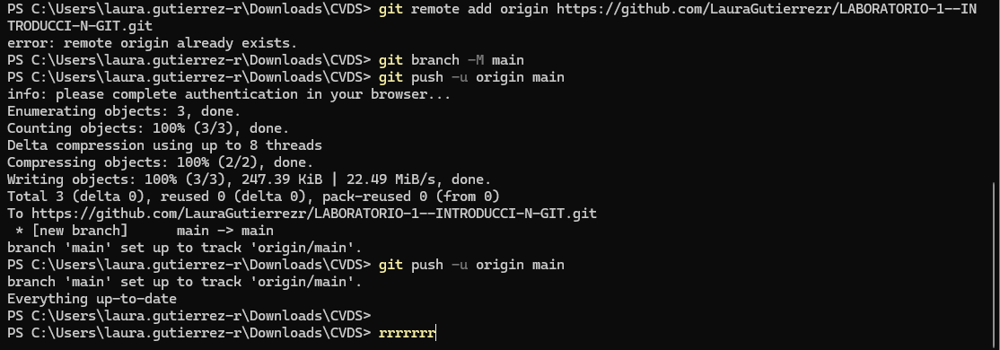 PS C:\Users\laura.gutierrez-r\Downloads\CVDS> git remote add origin https://github.com/LauraGutierrezr/LABORATORIO-1--IN
TRODUCCI-N-GIT.git
error: remote origin already exists.
PS C:\Users\laura.gutierrez-r\Downloads\CVDS> git branch -M main
PS C:\Users\laura.gutierrez-r\Downloads\CVDS> git push -u origin main
info: please complete authentication in your browser...
Enumerating objects: 3, done.
Counting objects: 100% (3/3), done.
Delta compression using up to 8 threads
Compressing objects: 100% (2/2), done.
Writing objects: 100% (3/3), 247.39 KiB | 22.49 MiB/s, done.
Total 3 (delta 0), reused 0 (delta 0), pack-reused 0 (from 0)
To https://github.com/LauraGutierrezr/LABORATORIO-1--INTRODUCCI-N-GIT.git
 * [new branch]      main -> main
branch 'main' set up to track 'origin/main'.
PS C:\Users\laura.gutierrez-r\Downloads\CVDS> git push -u origin main
branch 'main' set up to track 'origin/main'.
Everything up-to-date
PS C:\Users\laura.gutierrez-r\Downloads\CVDS>
PS C:\Users\laura.gutierrez-r\Downloads\CVDS> rrrrrrr